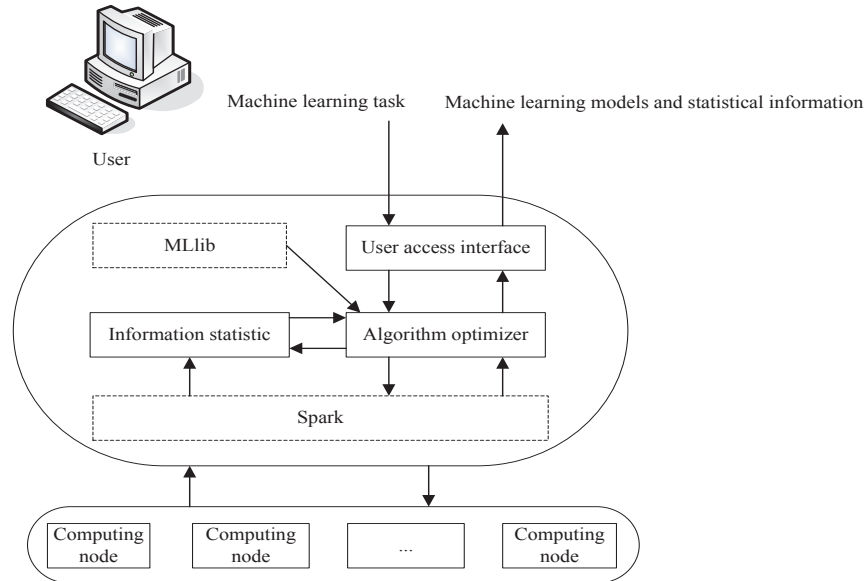 Machine learning task
Machine learning models and statistical information
User
MLlib
User access interface
Information statistic
Algorithm optimizer
Spark
Computing
node
Computing
node
...
Computing
node